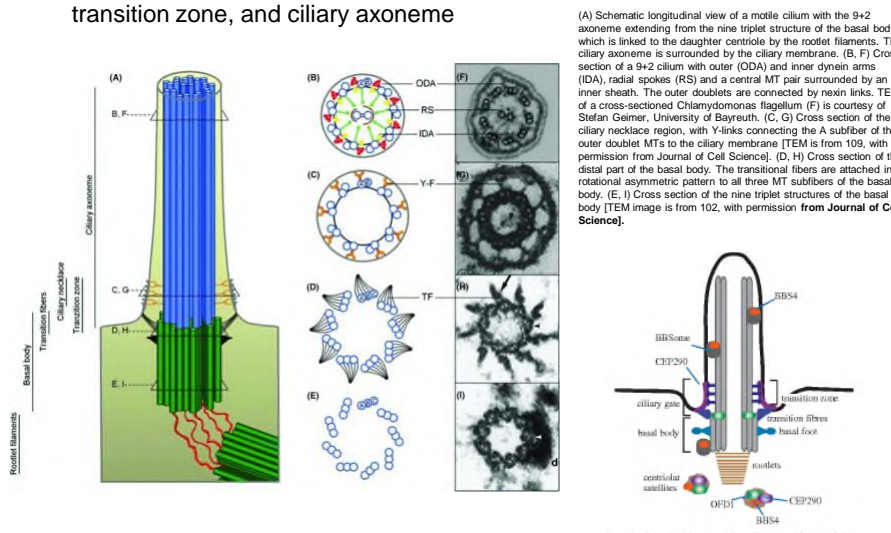 transition zone, and ciliary axoneme
(A) Schematic longitudinal view of a motile cilium with the 9+2
axoneme extending from the nine triplet structure of the basal bod
which is linked to the daughter centriole by the rootlet filaments. T
ciliary axoneme is surrounded by the ciliary membrane. (B, F) Cros
section of a 9+2 cilium with outer (ODA) and inner dynein arms
(IDA), radial spokes (RS) and a central MT pair surrounded by an
inner sheath. The outer doublets are connected by nexin links. TE
of a cross-sectioned Chlamydomonas flagellum (F) is courtesy of
Stefan Geimer, University of Bayreuth. (C, G) Cross section of the
ciliary necklace region, with Y-links connecting the A subfiber of th
outer doublet MTs to the ciliary membrane [TEM is from 109, with
permission from Journal of Cell Science]. (D, H) Cross section of t
distal part of the basal body. The transitional fibers are attached in
rotational asymmetric pattern to all three MT subfibers of the basal
body. (E, I) Cross section of the nine triplet structures of the basal
body [TEM image is from 102, with permission from Journal of C
Science].
(A)
B, F
C, G
D, H
E, I
Ciliary axoneme
Ciliary necklace
Tranzition zone
Transition fibers
Basal body
Rootlet filaments
(B)
ODA
RS
IDA
(F)
(C)
Y-F
(G)
(D)
TF
(H)
(E)
(I)
d
BBS4
BBSome
CEP290
ciliary gate
transition zone
transition fibres
basal body
basal foot
rootlets
centriolar
satellites
OFD1
CEP290
BBS4